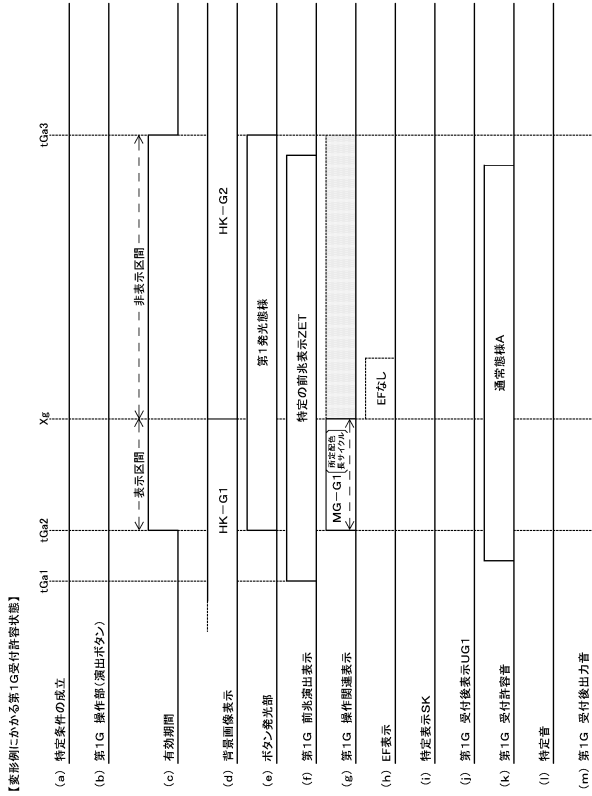 【変形例にかかる第1G受付許容状態】
tGa1
tGa2
Xg
tGa3
(a) 特定条件の成立
(b) 第1G 操作部(演出ボタン)
表示区間
非表示区間
(c) 有効期間
(d) 背景画像表示
HK-G1
HK-G2
(e) ボタン発光部
第1発光態様
(f) 第1G 前兆演出表示
特定の前兆表示ZET
(g) 第1G 操作関連表示
MG-G1
所定配色
長サイクル
(h) EF表示
EFなし
(i) 特定表示SK
(j) 第1G 受付後表示UG1
(k) 第1G 受付許容音
通常態様A
(l) 特定音
(m) 第1G 受付後出力音